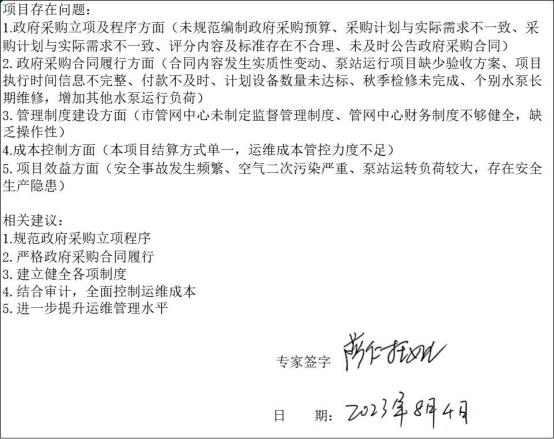 项目存在问题：
1.政府采购立项及程序方面（未规范编制政府采购预算、采购计划与实际需求不一致、采
购计划与实际需求不一致、评分内容及标准存在不合理、未及时公告政府采购合同）
2.政府采购合同履行方面（合同内容发生实质性变动、泵站运行项目缺少验收方案、项目
执行时间信息不完整、付款不及时、计划设备数量未达标、秋季检修未完成、个别水泵长
期维修，增加其他水泵运行负荷）
3.管理制度建设方面（市管网中心未制定监督管理制度、管网中心财务制度不够健全，缺
乏操作性）
4.成本控制方面（本项目结算方式单一，运维成本管控力度不足）
5.项目效益方面（安全事故发生频繁、空气二次污染严重、泵站运转负荷较大，存在安全
生产隐患）
相关建议：
1.规范政府采购立项程序
2.严格政府采购合同履行
3.建立健全各项制度
4.结合审计，全面控制运维成本
5.进一步提升运维管理水平
专家签字
日 期：2023年8月4日